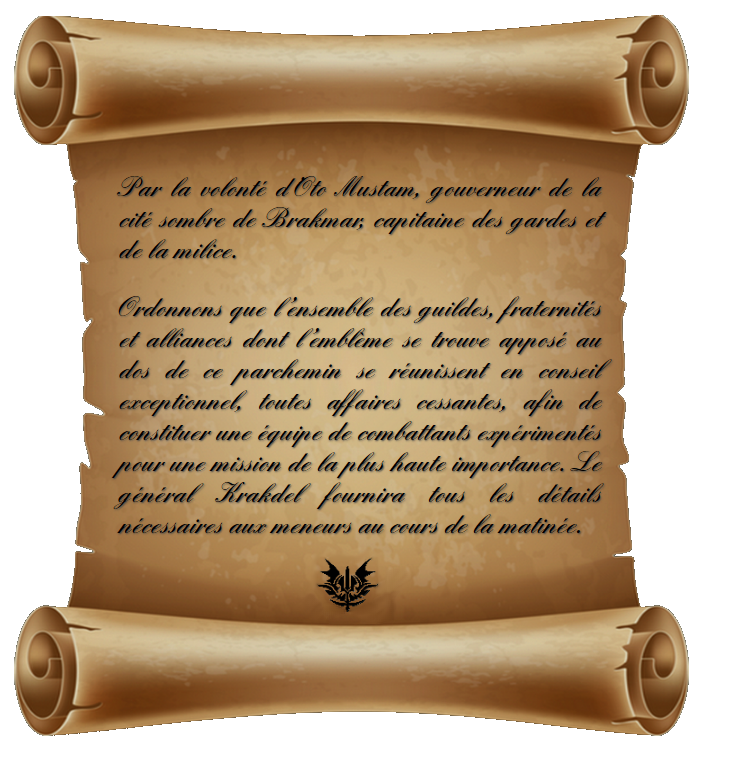 Par la volonté d'Oto Mustam, gouverneur de la
cité sombre de Brakmar, capitaine des gardes et
de la milice.
Ordonnons que l'ensemble des guildes, fraternités
et alliances dont l'emblême se trouve apposé au
dos de ce parchemin se réunissent en conseil
exceptionnel, toutes affaires cessantes, afin de
constituer une équipe de combattants expérimentés
pour une mission de la plus haute importance. Le
général Krakdel fournira tous les détails
nécessaires aux meneurs au cours de la matinée.